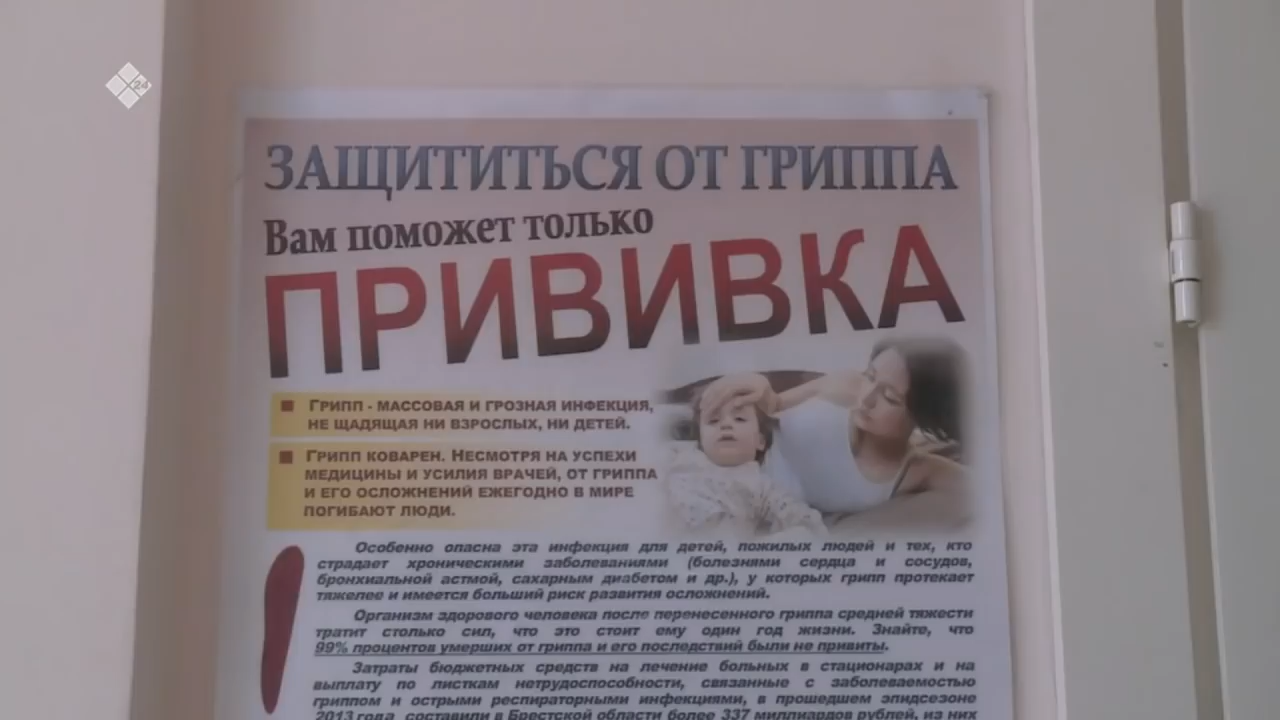 24
ЗАЩИТИТЬСЯ ОТ ГРИППА
Вам поможет только
ПРИВИВКА
Грипп - массовая и грозная инфекция,
не щадящая ни взрослых, ни детей.
Грипп коварен. Несмотря на успехи
медицины и усилия врачей, от гриппа
и его осложнений ежегодно в мире
погибают люди.
Особенно опасна эта инфекция для детей, пожилых людей и тех, кто
страдает хроническими заболеваниями (болезнями сердца и сосудов,
бронхиальной астмой, сахарным диабетом и др.), у которых грипп протекает
тяжелее и имеется больший риск развития осложнений.
Организм здорового человека после перенесенного гриппа средней тяжести
тратит столько сил, что это стоит ему один год жизни. Знайте, что
99% процентов умерших от гриппа и его последствий были не привиты.
Затраты бюджетных средств на лечение больных в стационарах и на
выплату по листкам нетрудоспособности, связанные с заболеваемостью
гриппом и острыми респираторными инфекциями, в прошедшем эпидсезоне
2013 года составили в Брестской области более 337 миллиардов рублей, из них